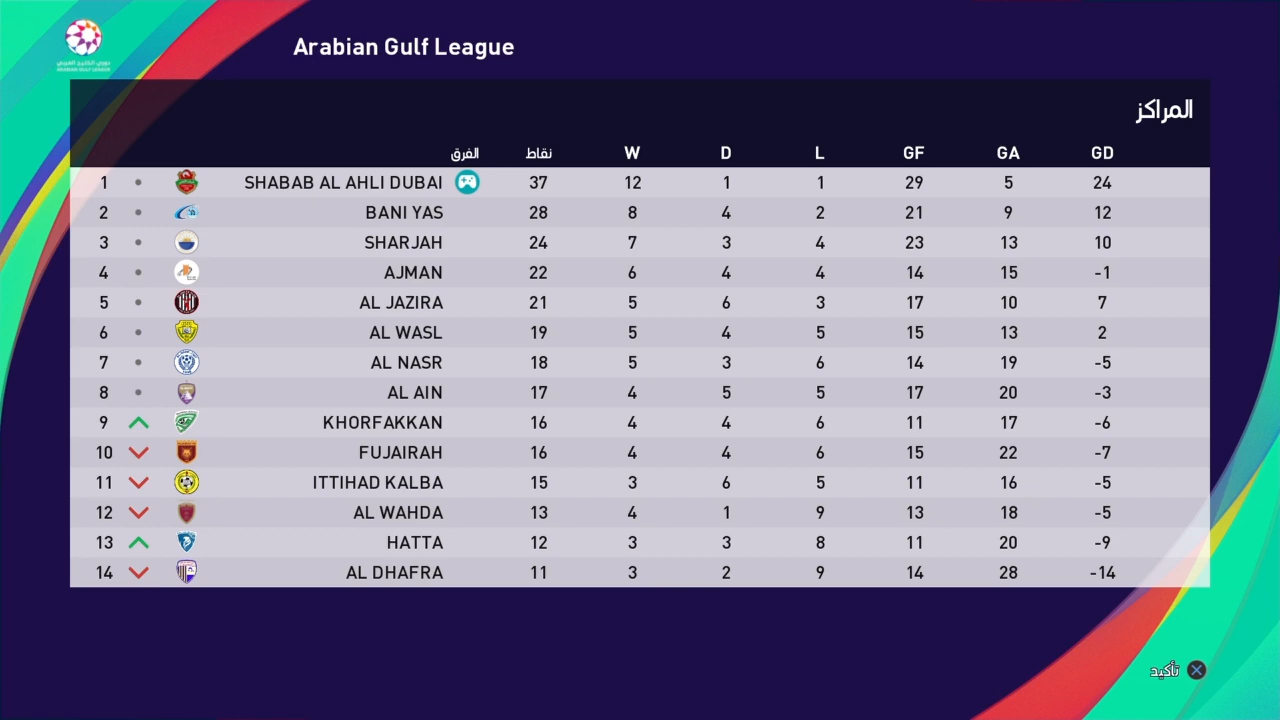 Arabian Gulf League
دوري الخليج العربي
ARABIAN GULF LEAGUE
المراكز
الفرق نقاط W D L GF GA GD
1 SHABAB AL AHLI DUBAI 37 12 1 1 29 5 24
2 BANI YAS 28 8 4 2 21 9 12
3 SHARJAH 24 7 3 4 23 13 10
4 AJMAN 22 6 4 4 14 15 -1
5 AL JAZIRA 21 5 6 3 17 10 7
6 AL WASL 19 5 4 5 15 13 2
7 AL NASR 18 5 3 6 14 19 -5
8 AL AIN 17 4 5 5 17 20 -3
9 KHORFAKKAN 16 4 4 6 11 17 -6
10 FUJAIRAH 16 4 4 6 15 22 -7
11 ITTIHAD KALBA 15 3 6 5 11 16 -5
12 AL WAHDA 13 4 1 9 13 18 -5
13 HATTA 12 3 3 8 11 20 -9
14 AL DHAFRA 11 3 2 9 14 28 -14
تأكيد